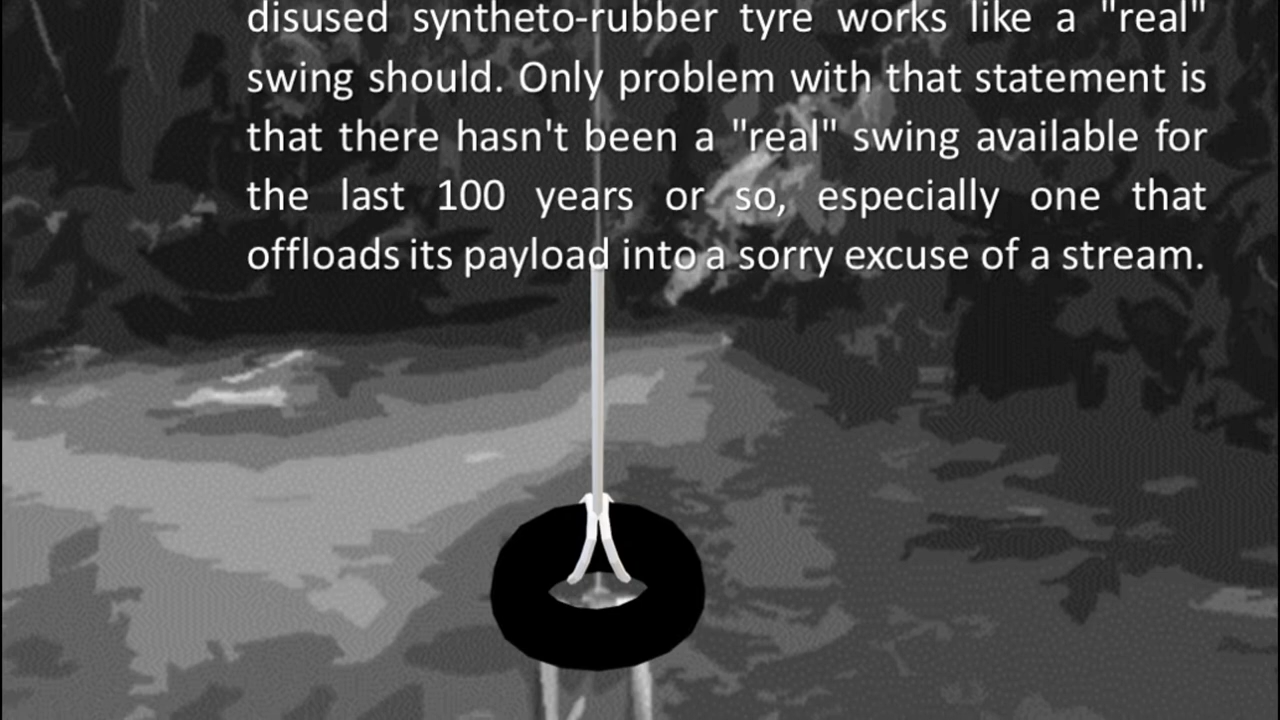 disused syntheto-rubber tyre works like a "real"
swing should. Only problem with that statement is
that there hasn't been a "real" swing available for
the last 100 years or so, especially one that
offloads its payload into a sorry excuse of a stream.